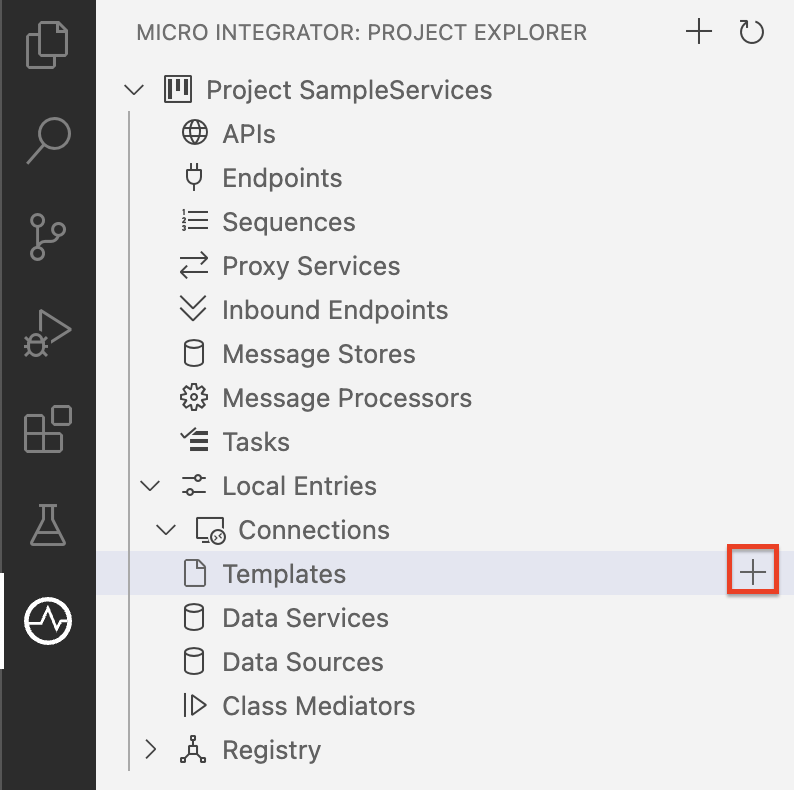 MICRO INTEGRATOR: PROJECT EXPLORER
Project SampleServices
APIs
Endpoints
Sequences
Proxy Services
Inbound Endpoints
Message Stores
Message Processors
Tasks
Local Entries
Connections
Templates
Data Services
Data Sources
Class Mediators
Registry